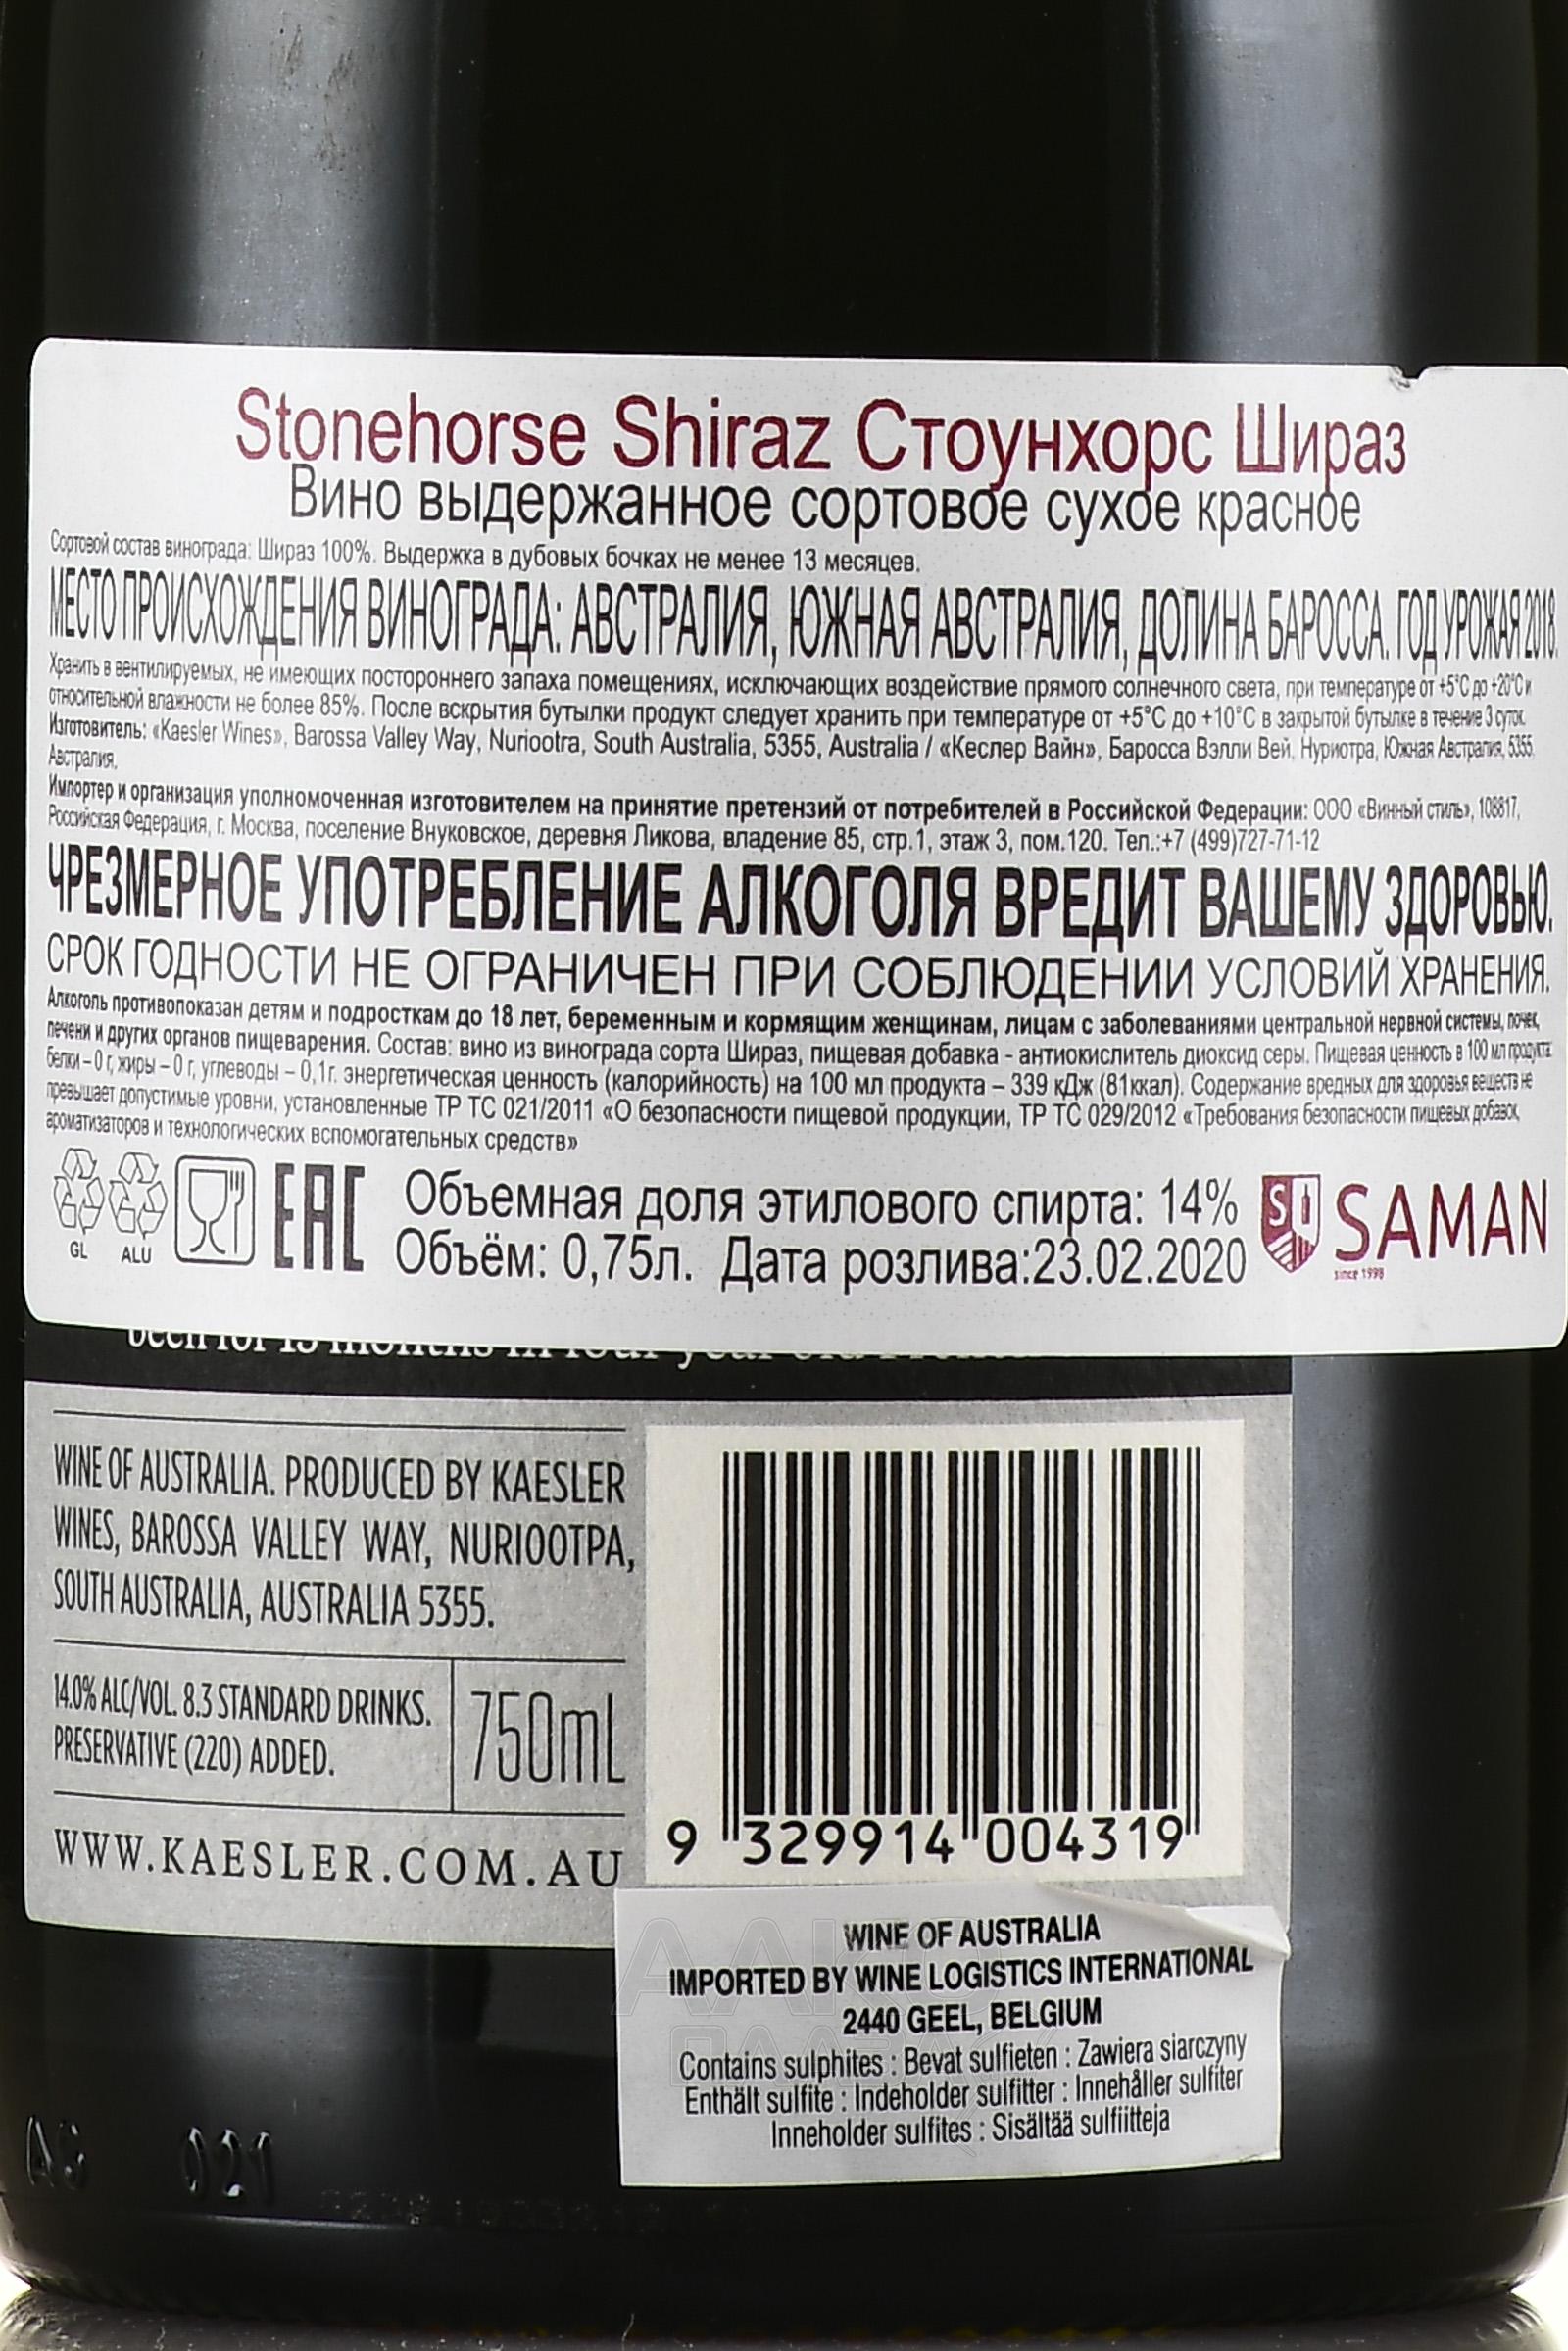 Stonehorse Shiraz Стоунхорс Шираз
Вино выдержанное сортовое сухое красное
Сортовой состав винограда: Шираз 100%. Выдержка в дубовых бочках не менее 13 месяцев.
МЕСТО ПРОИСХОЖДЕНИЯ ВИНОГРАДА: АВСТРАЛИЯ, ЮЖНАЯ АВСТРАЛИЯ, ДОЛИНА БАРОССА. ГОД УРОЖАЯ 2018.
Хранить в вентилируемых, не имеющих постороннего запаха помещениях, исключающих воздействие прямого солнечного света, при температуре от +5°C до +20°C и
относительной влажности не более 85%. После вскрытия бутылки продукт следует хранить при температуре от +5°C до +10°C в закрытой бутылке в течение 3 суток.
Изготовитель: «Kaesler Wines», Barossa Valley Way, Nuriootra, South Australia, 5355, Australia / «Кеслер Вайн», Баросса Вэлли Вей, Нуриотра, Южная Австралия, 5355,
Австралия.
Импортер и организация уполномоченная изготовителем на принятие претензий от потребителей в Российской Федерации: ООО «Винный стиль», 108817,
Российская Федерация, г. Москва, поселение Внуковское, деревня Ликова, владение 85, стр.1, этаж 3, пом.120. Тел.:+7 (499)727-71-12
ЧРЕЗМЕРНОЕ УПОТРЕБЛЕНИЕ АЛКОГОЛЯ ВРЕДИТ ВАШЕМУ ЗДОРОВЬЮ.
СРОК ГОДНОСТИ НЕ ОГРАНИЧЕН ПРИ СОБЛЮДЕНИИ УСЛОВИЙ ХРАНЕНИЯ.
Алкоголь противопоказан детям и подросткам до 18 лет, беременным и кормящим женщинам, лицам с заболеваниями центральной нервной системы, почек,
печени и других органов пищеварения. Состав: вино из винограда сорта Шираз, пищевая добавка - антиокислитель диоксид серы. Пищевая ценность в 100 мл продукта:
белки – 0 г, жиры – 0 г, углеводы – 0,1г. энергетическая ценность (калорийность) на 100 мл продукта – 339 кДж (81ккал). Содержание вредных для здоровья веществ не
превышает допустимые уровни, установленные ТР ТС 021/2011 «О безопасности пищевой продукции, ТР ТС 029/2012 «Требования безопасности пищевых добавок,
ароматизаторов и технологических вспомогательных средств»
GL ALU EAC
Объемная доля этилового спирта: 14%
Объём: 0,75л. Дата розлива:23.02.2020
SI SAMAN
since 1998
for 13 months in four year old
WINE OF AUSTRALIA. PRODUCED BY KAESLER
WINES, BAROSSA VALLEY WAY, NURIOOTPA,
SOUTH AUSTRALIA, AUSTRALIA 5355.
14.0% ALC/VOL. 8.3 STANDARD DRINKS.
PRESERVATIVE (220) ADDED.
750mL
WWW.KAESLER.COM.AU
9 329914 004319
WINE OF AUSTRALIA
IMPORTED BY WINE LOGISTICS INTERNATIONAL
2440 GEEL, BELGIUM
Contains sulphites : Bevat sulfieten : Zawiera siarczyny
Enthält sulfite : Indeholder sulfitter : Innehåller sulfiter
Inneholder sulfites : Sisältää sulfiitteja
021